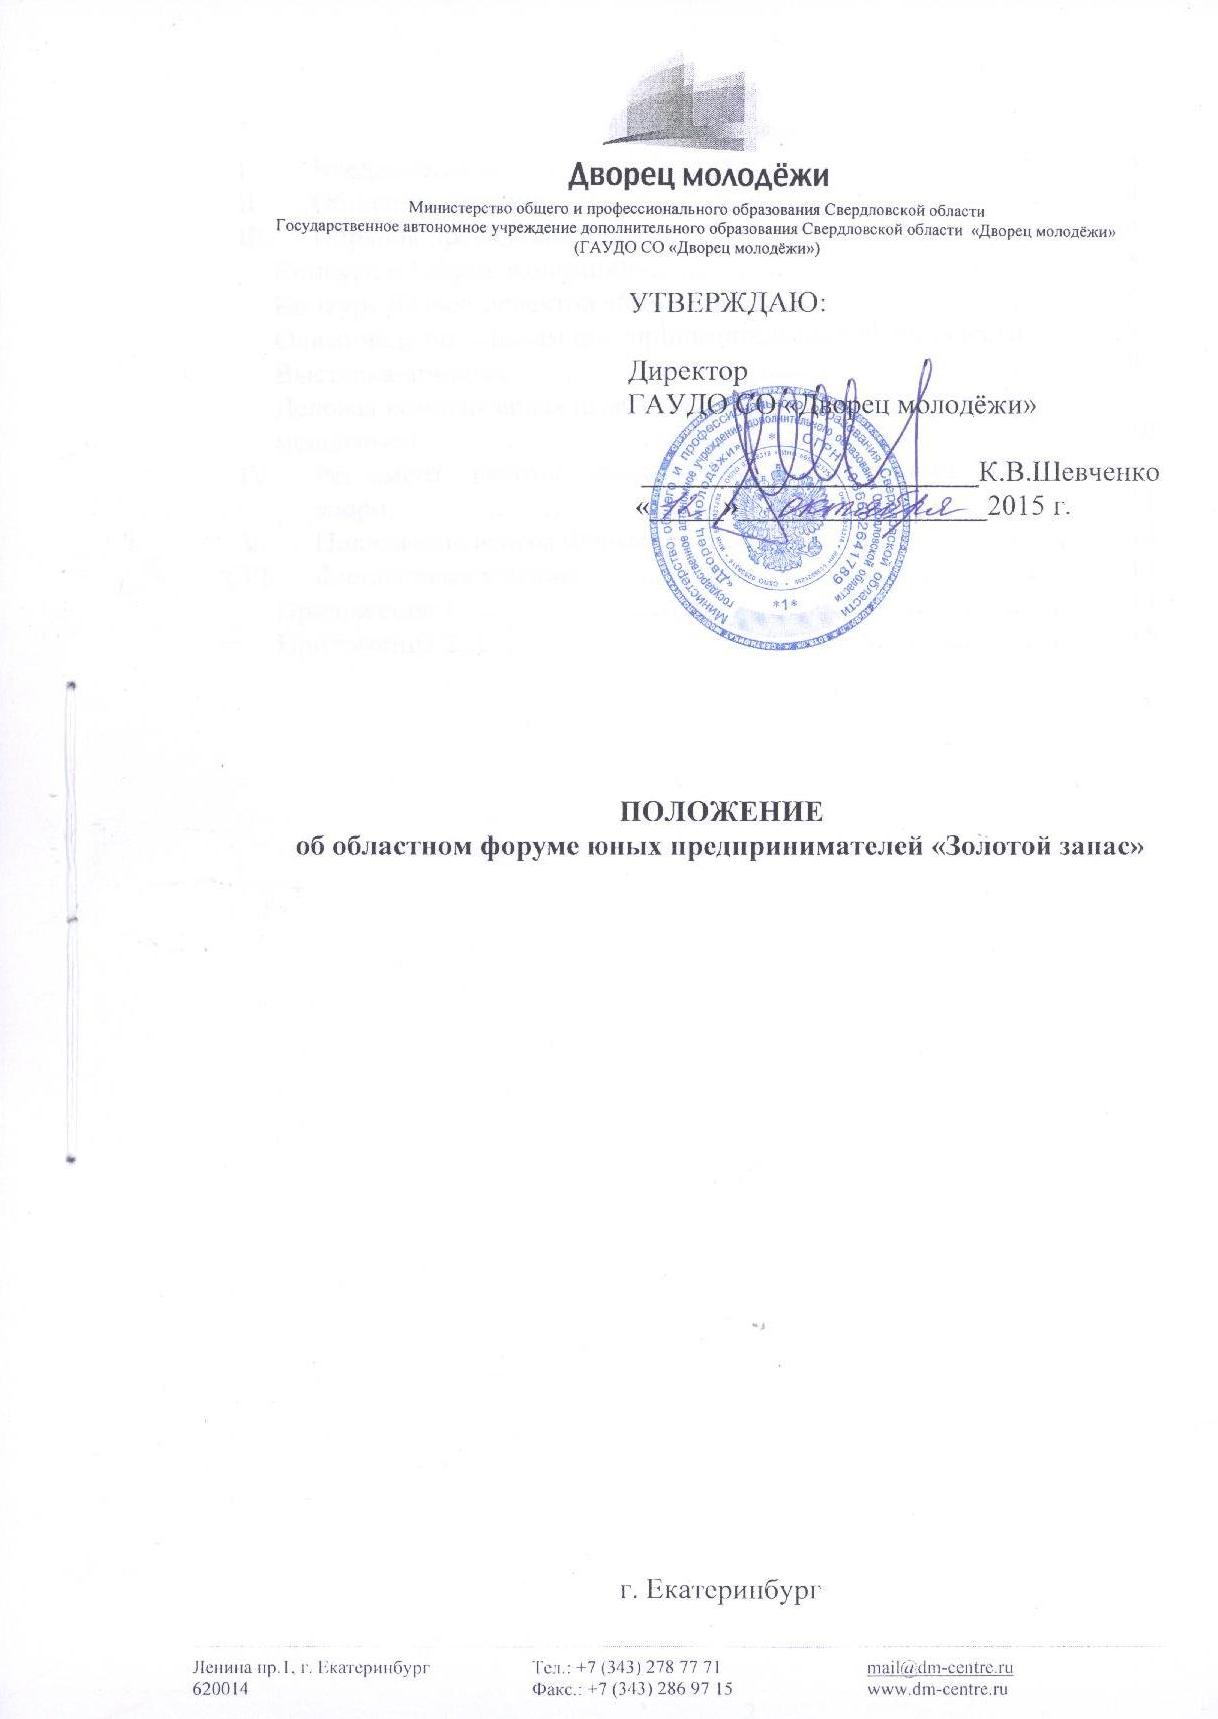 Дворец молодёжи
Министерство общего и профессионального образования Свердловской области
Государственное автономное учреждение дополнительного образования Свердловской области «Дворец молодёжи»
(ГАУДО СО «Дворец молодёжи»)
УТВЕРЖДАЮ:
Директор
ГАУДО СО «Дворец молодёжи»
К.В.Шевченко
«12» октября 2015 г.
ПОЛОЖЕНИЕ
об областном форуме юных предпринимателей «Золотой запас»
г. Екатеринбург
Ленина пр.1, г. Екатеринбург
620014
Тел.: +7 (343) 278 77 71
Факс.: +7 (343) 286 97 15
mail@dm-centre.ru
www.dm-centre.ru